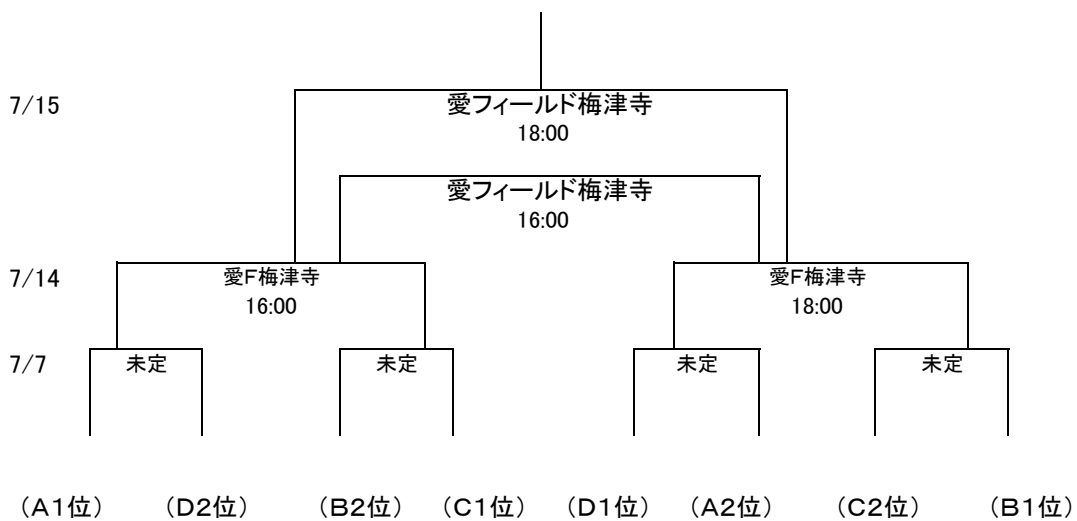 7/15
愛フィールド梅津寺
18:00
愛フィールド梅津寺
16:00
7/14
愛F梅津寺
16:00
愛F梅津寺
18:00
7/7
未定
未定
未定
未定
（A1位） （D2位） （B2位） （C1位） （D1位） （A2位） （C2位） （B1位）